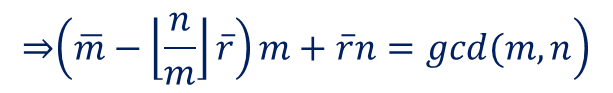 ⇒(m̄ − ⌊n/m⌋ r̄) m + r̄n = gcd(m, n)